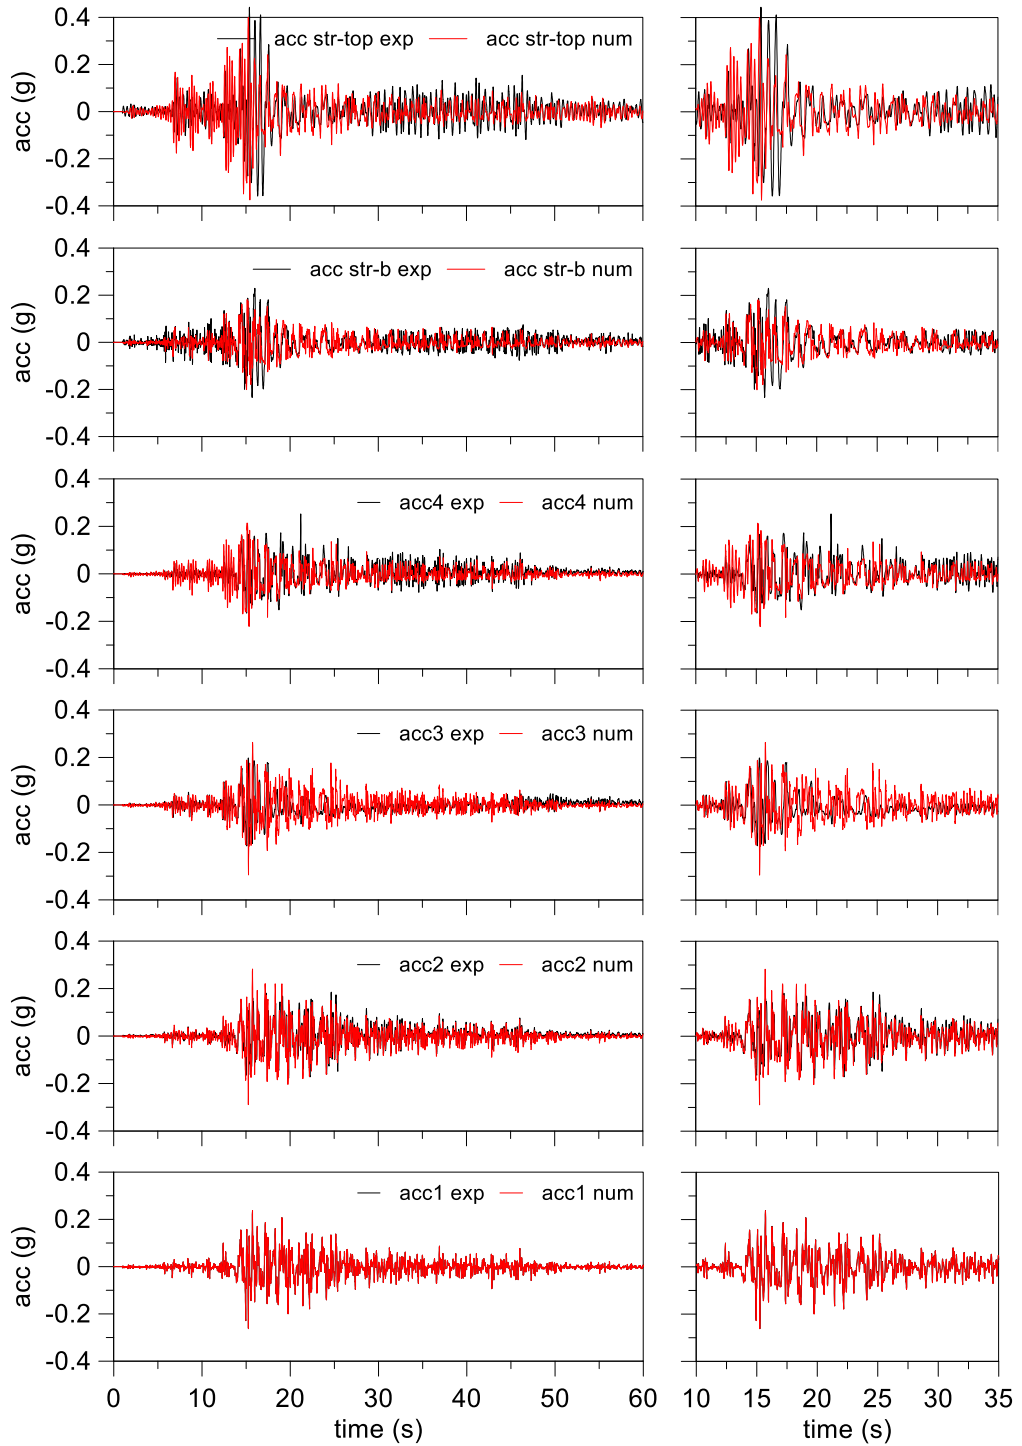 0.4
0.2
0
-0.2
-0.4
acc (g)
acc str-top exp
acc str-top num
0.4
0.2
0
-0.2
-0.4
acc (g)
acc str-b exp
acc str-b num
0.4
0.2
0
-0.2
-0.4
acc (g)
acc4 exp
acc4 num
0.4
0.2
0
-0.2
-0.4
acc (g)
acc3 exp
acc3 num
0.4
0.2
0
-0.2
-0.4
acc (g)
acc2 exp
acc2 num
0.4
0.2
0
-0.2
-0.4
acc (g)
acc1 exp
acc1 num
0 10 20 30 40 50 60
time (s)
10 15 20 25 30 35
time (s)